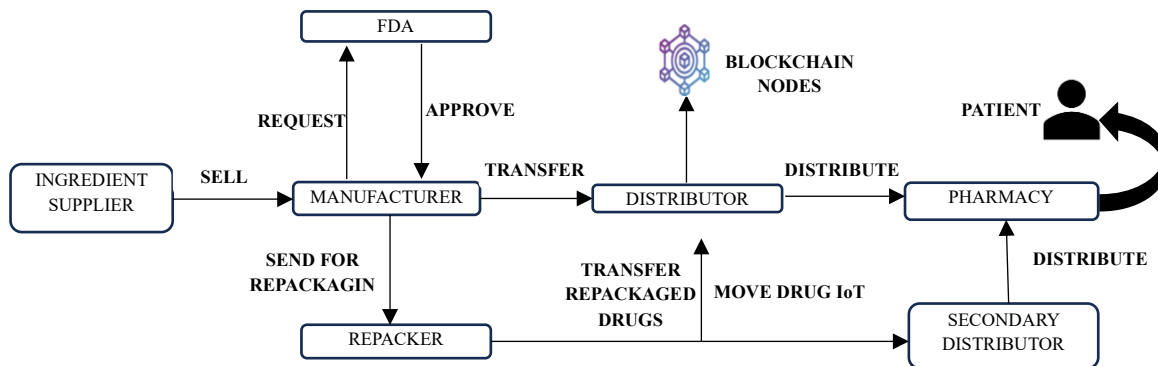 FDA
BLOCKCHAIN
NODES
PATIENT
REQUEST
APPROVE
INGREDIENT
SUPPLIER
SELL
MANUFACTURER
TRANSFER
DISTRIBUTOR
DISTRIBUTE
PHARMACY
SEND FOR
REPACKAGIN
TRANSFER
REPACKAGED
DRUGS
MOVE DRUG IoT
DISTRIBUTE
REPACKER
SECONDARY
DISTRIBUTOR